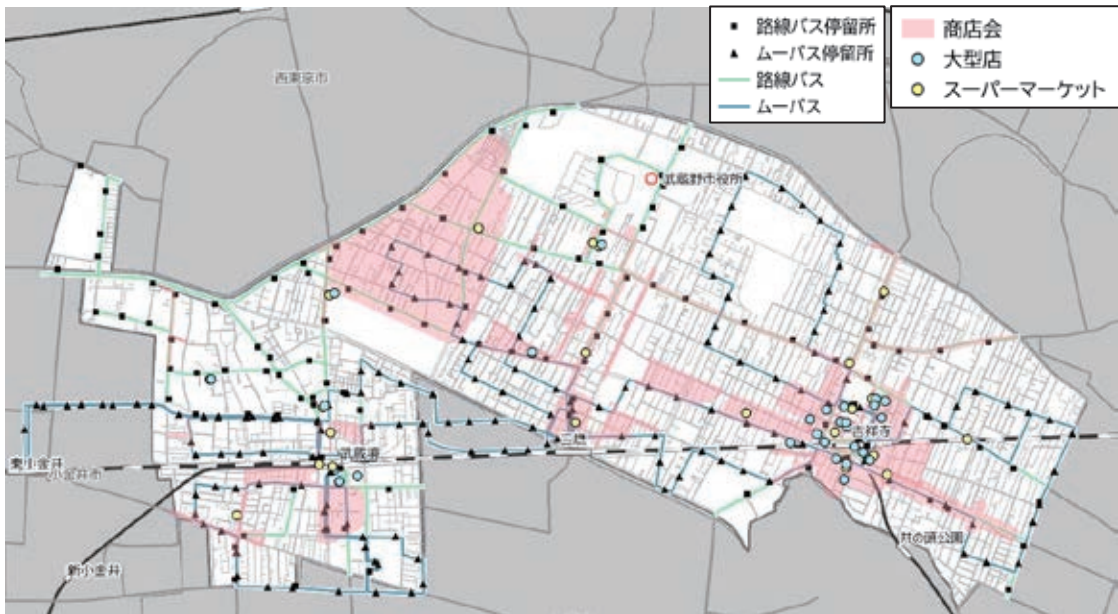 路線バス停留所
ムーバス停留所
路線バス
ムーバス
商店会
大型店
スーパーマーケット
西東京市
武蔵野市役所
吉祥寺
三鷹
武蔵境
東小金井
小金井市
新小金井
井の頭公園